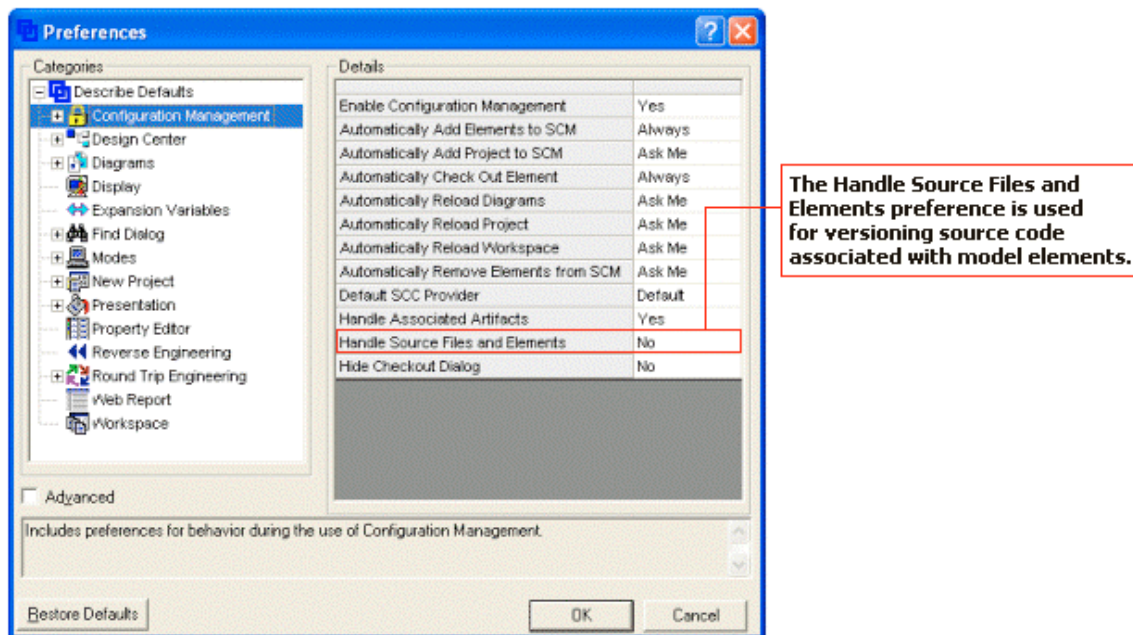 Preferences
Categories
Describe Defaults
Configuration Management
Design Center
Diagrams
Display
Expansion Variables
Find Dialog
Modes
New Project
Presentation
Property Editor
Reverse Engineering
Round Trip Engineering
Web Report
Workspace
Details
Enable Configuration Management Yes
Automatically Add Elements to SCM Always
Automatically Add Project to SCM Ask Me
Automatically Check Out Element Always
Automatically Reload Diagrams Ask Me
Automatically Reload Project Ask Me
Automatically Reload Workspace Ask Me
Automatically Remove Elements from SCM Ask Me
Default SCC Provider Default
Handle Associated Artifacts Yes
Handle Source Files and Elements No
Hide Checkout Dialog No
The Handle Source Files and
Elements preference is used
for versioning source code
associated with model elements.
Advanced
Includes preferences for behavior during the use of Configuration Management.
Restore Defaults
OK
Cancel